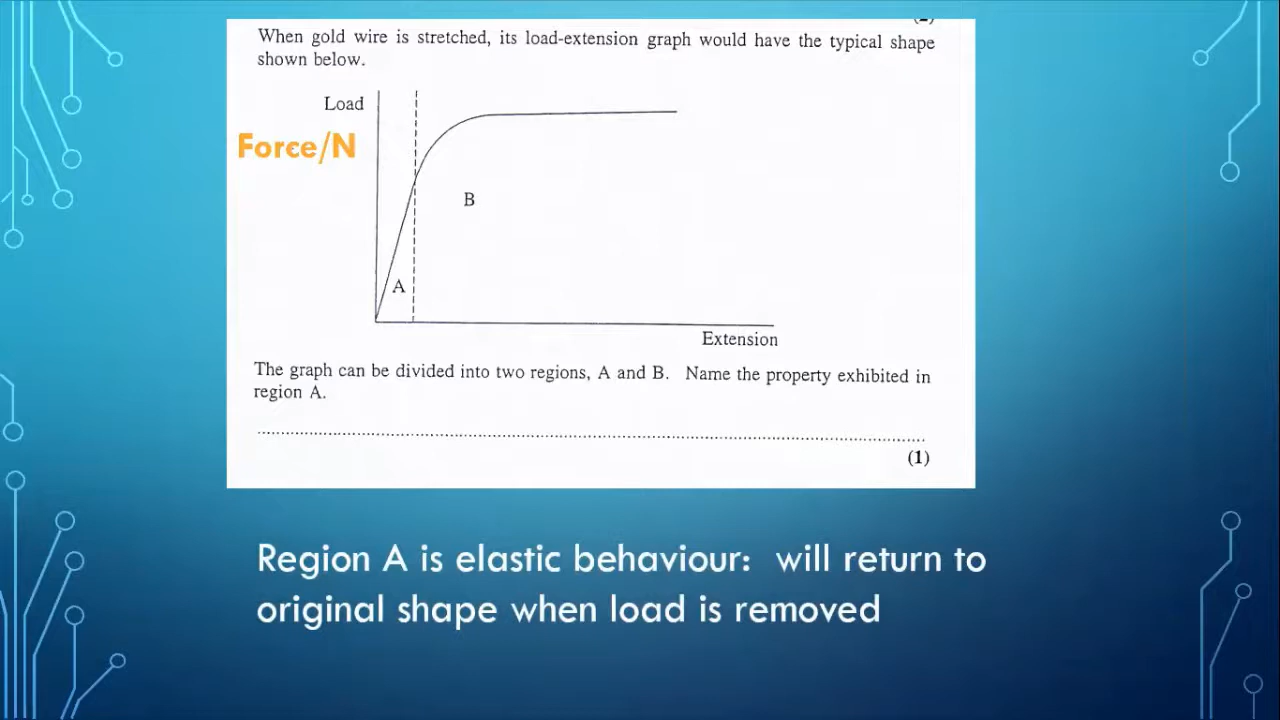 (2)
When gold wire is stretched, its load-extension graph would have the typical shape
shown below.
Load
Force/N
B
A
Extension
The graph can be divided into two regions, A and B. Name the property exhibited in
region A.
(1)
Region A is elastic behaviour: will return to
original shape when load is removed